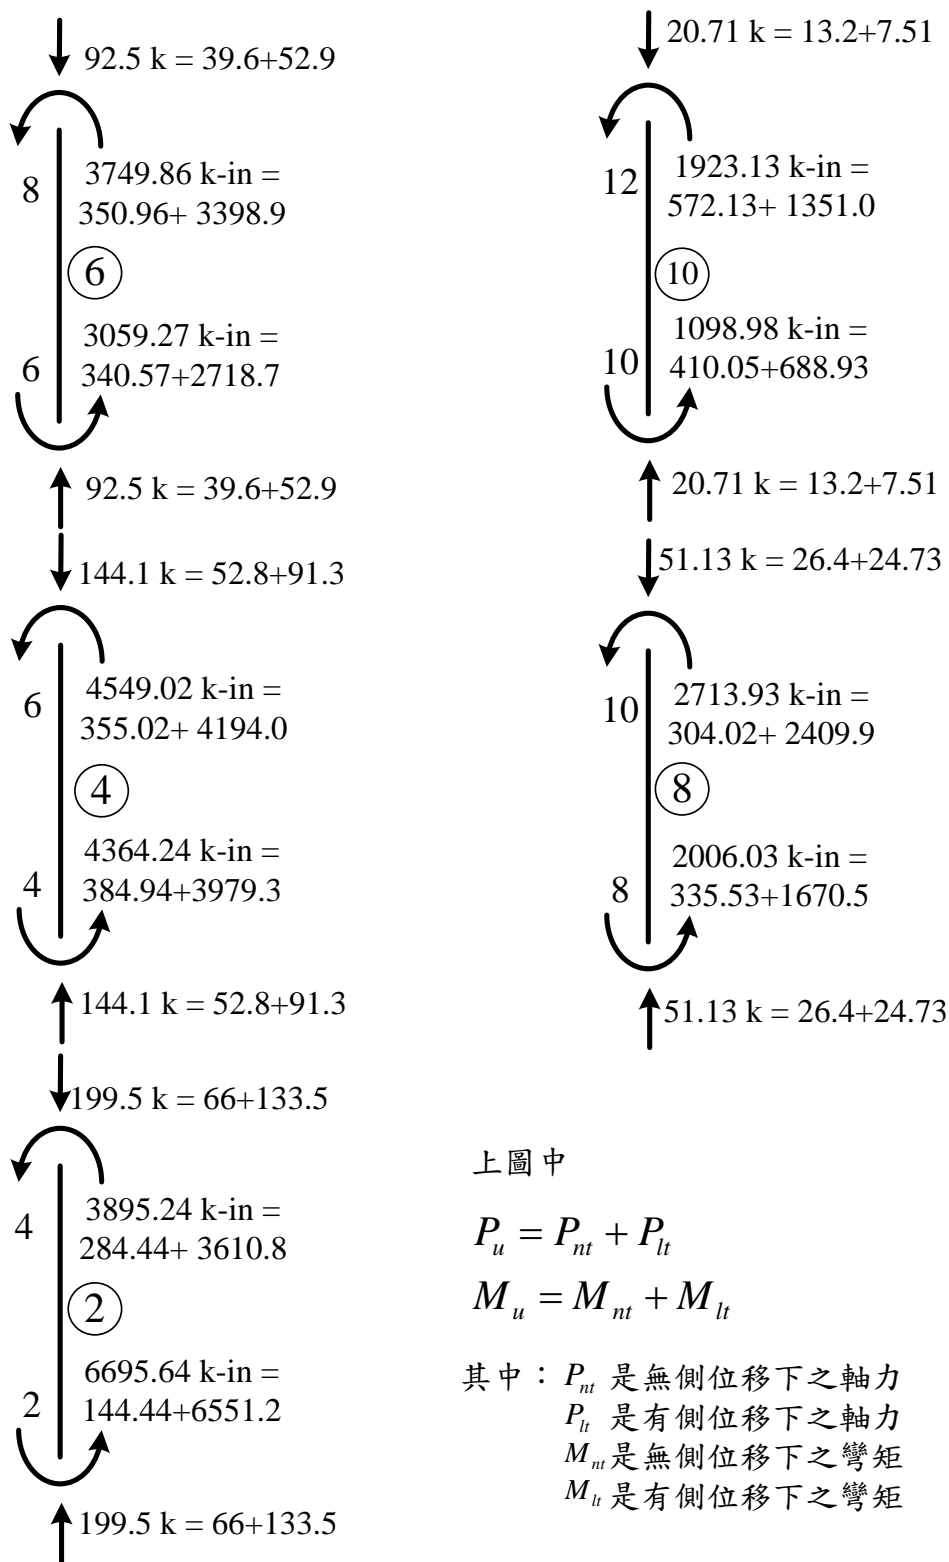 92.5 k = 39.6+52.9
8
3749.86 k-in =
350.96+ 3398.9
6
3059.27 k-in =
340.57+2718.7
6
92.5 k = 39.6+52.9
144.1 k = 52.8+91.3
6
4549.02 k-in =
355.02+ 4194.0
4
4364.24 k-in =
384.94+3979.3
4
144.1 k = 52.8+91.3
199.5 k = 66+133.5
4
3895.24 k-in =
284.44+ 3610.8
2
6695.64 k-in =
144.44+6551.2
2
199.5 k = 66+133.5
20.71 k = 13.2+7.51
12
1923.13 k-in =
572.13+ 1351.0
10
1098.98 k-in =
410.05+688.93
10
20.71 k = 13.2+7.51
51.13 k = 26.4+24.73
10
2713.93 k-in =
304.02+ 2409.9
8
2006.03 k-in =
335.53+1670.5
8
51.13 k = 26.4+24.73
上圖中
P_u = P_nt + P_lt
M_u = M_nt + M_lt
其中：P_nt 是無側位移下之軸力
P_lt 是有側位移下之軸力
M_nt 是無側位移下之彎矩
M_lt 是有側位移下之彎矩